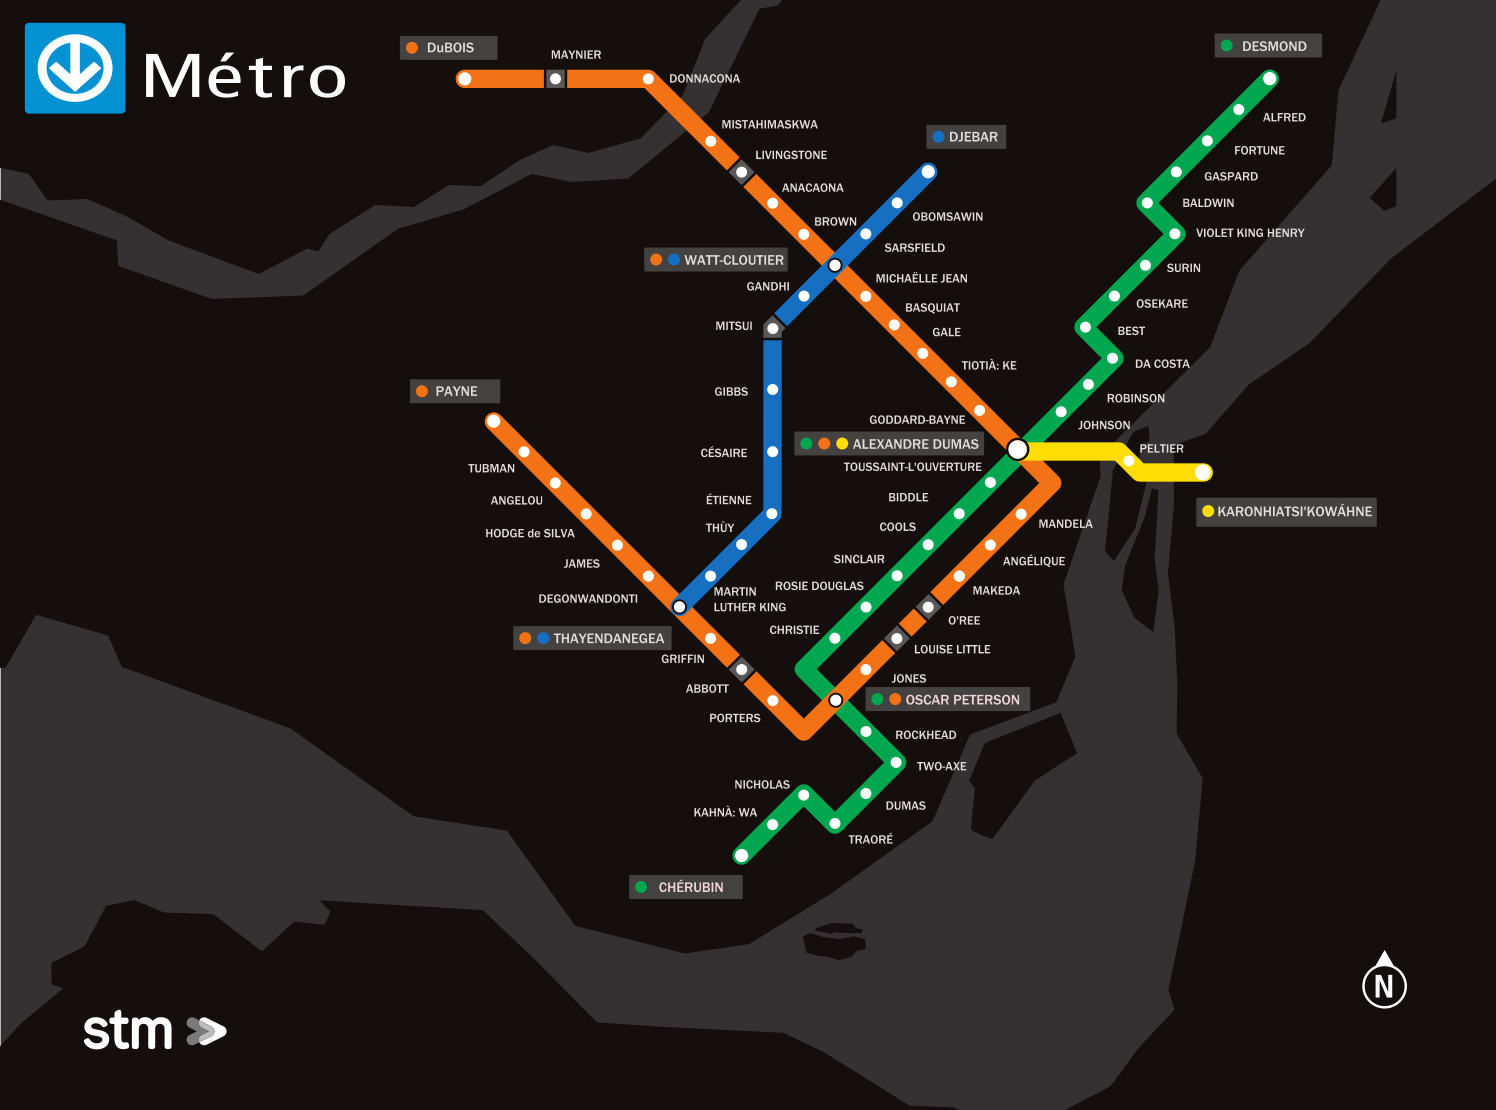 Métro
DuBOIS
MAYNIER
DONNACONA
DESMOND
ALFRED
MISTAHIMASKWA
DJEBAR
FORTUNE
LIVINGSTONE
GASPARD
ANACAONA
BALDWIN
BROWN
OBOMSAWIN
VIOLET KING HENRY
SARSFIELD
WATT-CLOUTIER
SURIN
MICHAËLLE JEAN
GANDHI
OSEKARE
BASQUIAT
MITSUI
GALE
BEST
TIOTIÀ: KE
DA COSTA
PAYNE
GIBBS
ROBINSON
GODDARD-BAYNE
JOHNSON
ALEXANDRE DUMAS
PELTIER
CÉSAIRE
TUBMAN
TOUSSAINT-L'OUVERTURE
ANGELOU
ÉTIENNE
BIDDLE
KARONHIATSI'KOWÁHNE
THÙY
COOLS
MANDELA
HODGE de SILVA
JAMES
SINCLAIR
ANGÉLIQUE
ROSIE DOUGLAS
MARTIN
LUTHER KING
MAKEDA
DEGONWANDONTI
O'REE
CHRISTIE
THAYENDANEGEA
LOUISE LITTLE
GRIFFIN
JONES
ABBOTT
OSCAR PETERSON
PORTERS
ROCKHEAD
TWO-AXE
NICHOLAS
DUMAS
KAHNÀ: WA
TRAORÉ
CHÉRUBIN
N
stm